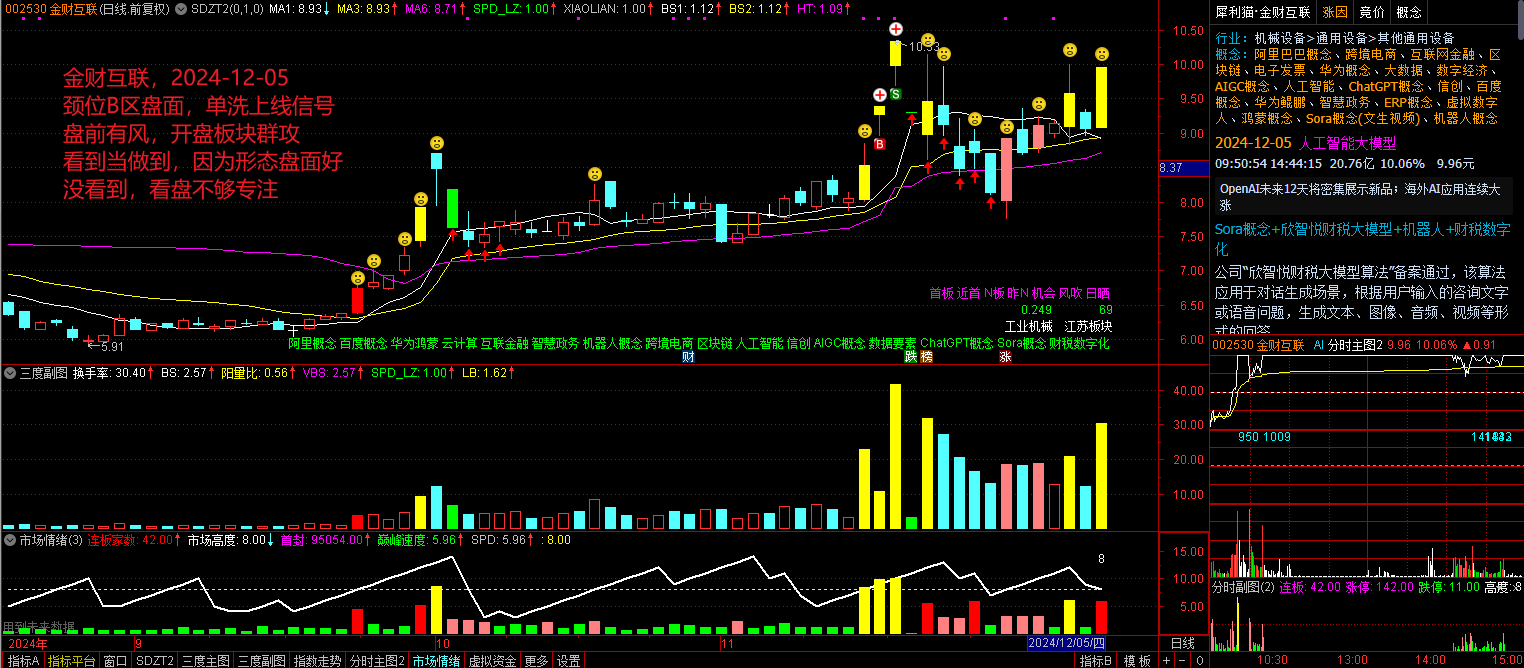 002530 金财互联(日线.前复权) SDZT2(0,1,0) MA1: 8.93↓ MA3: 8.93↑ MA6: 8.71↑ SPD_LZ: 1.00↑ XIAOLIAN: 1.00↑ BS1: 1.12↑ BS2: 1.12↑ HT: 1.09↑
金财互联，2024-12-05
颈位B区盘面，单洗上线信号
盘前有风，开盘板块群攻
看到当做到，因为形态盘面好
没看到，看盘不够专注
10.53
S
B
5.91
首板 近首 N板 昨N 机会 风吹 日晒
0.249 69
工业机械 江苏板块
阿里概念 百度概念 华为鸿蒙 云计算 互联金融 智慧政务 机器人概念 跨境电商 区块链 人工智能 信创 AIGC概念 数据要素 ChatGPT概念 Sora概念 财税数字化
财 跌 榜 涨
10.50
10.00
9.50
9.00
8.37
8.00
7.50
7.00
6.50
6.00
三度副图 换手率: 30.40↑ BS: 2.57↑ 阳量比: 0.56↑ VBS: 2.57↑ SPD_LZ: 1.00↑ LB: 1.62↑
40.00
30.00
20.00
10.00
市场情绪(3) 连板家数: 42.00↑ 市场高度: 8.00↓ 首封: 95054.00↑ 巅峰速度: 5.96↑ SPD: 5.96↑ : 8.00
8
15.00
10.00
5.00
用到未来数据
2024年 9 10 11 2024/12/05/四 日线
指标A 指标平台 窗口 SDZT2 三度主图 三度副图 指数走势 分时主图2 市场情绪 虚拟资金 更多 设置 指标B 模板 + − 0
犀利猫·金财互联 涨因 竞价 概念
行业：机械设备>通用设备>其他通用设备
概念：阿里巴巴概念、跨境电商、互联网金融、区
块链、电子发票、华为概念、大数据、数字经济、
AIGC概念、人工智能、ChatGPT概念、信创、百度
概念、华为鲲鹏、智慧政务、ERP概念、虚拟数字
人、鸿蒙概念、Sora概念(文生视频)、机器人概念
2024-12-05 人工智能大模型
09:50:54 14:44:15 20.76亿 10.06% 9.96元
OpenAI未来12天将密集展示新品；海外AI应用连续大
涨
Sora概念+欣智悦财税大模型+机器人+财税数字
化
公司“欣智悦财税大模型算法”备案通过，该算法
应用于对话生成场景，根据用户输入的咨询文字
或语音问题，生成文本、图像、音频、视频等形
式的回答
002530 金财互联 AI 分时主图2 9.96 10.06% ▲0.91
950 1009
分时副图(2) 连板: 42.00 涨停: 142.00 跌停: 11.00 高度: 8
10:30 13:00 14:00 15:00